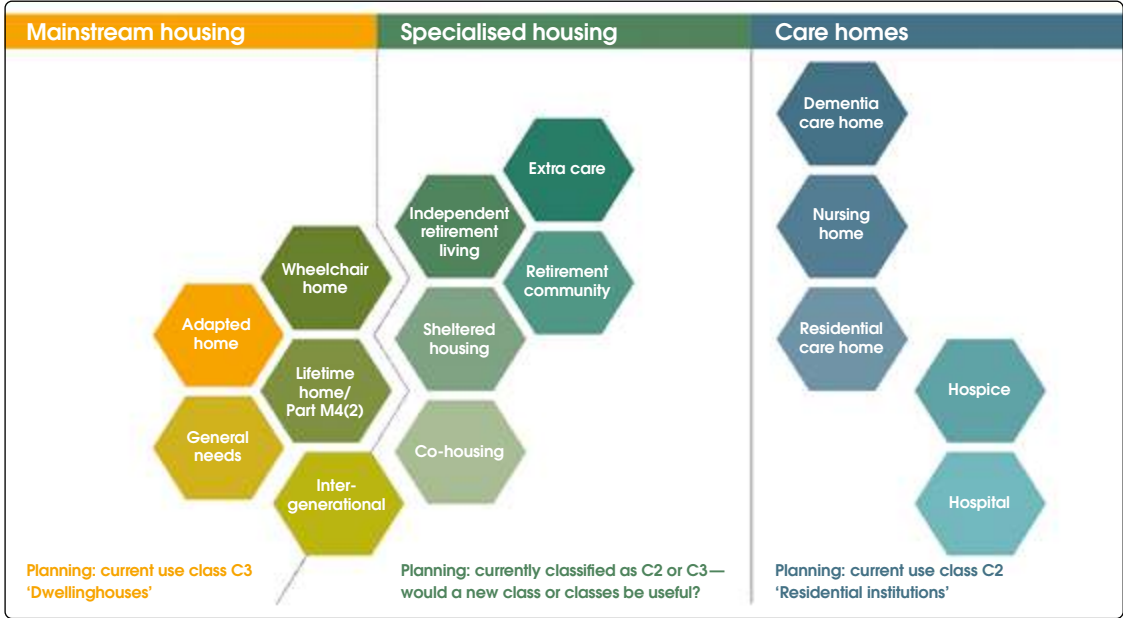 Mainstream housing
Specialised housing
Care homes
Adapted
home
General
needs
Wheelchair
home
Lifetime
home/
Part M4(2)
Inter-
generational
Independent
retirement
living
Sheltered
housing
Co-housing
Extra care
Retirement
community
Dementia
care home
Nursing
home
Residential
care home
Hospice
Hospital
Planning: current use class C3
‘Dwellinghouses’
Planning: currently classified as C2 or C3—
would a new class or classes be useful?
Planning: current use class C2
‘Residential institutions’